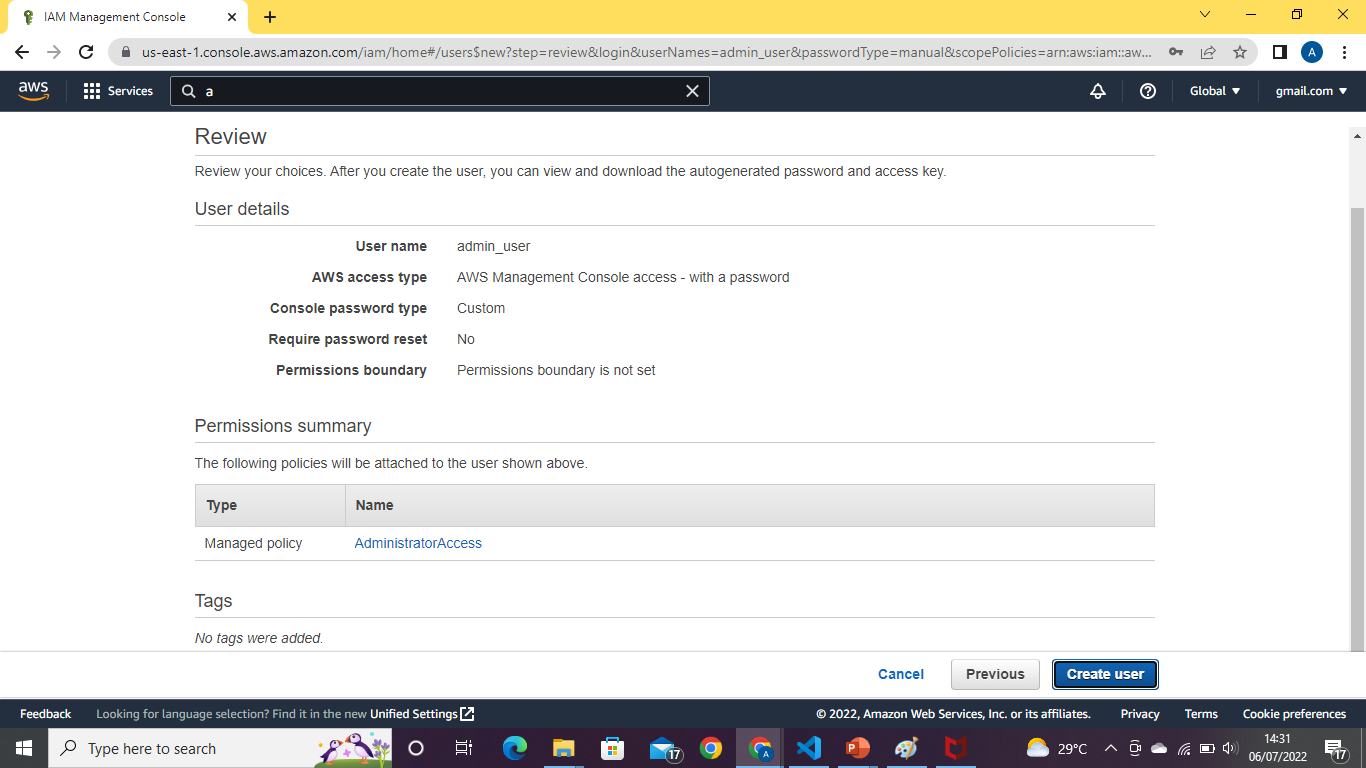 IAM Management Console
us-east-1.console.aws.amazon.com/iam/home#/users$new?step=review&login&userNames=admin_user&passwordType=manual&scopePolicies=arn:aws:iam::aw...
A
aws
Services
a
Global
gmail.com
Review
Review your choices. After you create the user, you can view and download the autogenerated password and access key.
User details
User name admin_user
AWS access type AWS Management Console access - with a password
Console password type Custom
Require password reset No
Permissions boundary Permissions boundary is not set
Permissions summary
The following policies will be attached to the user shown above.
Type Name
Managed policy AdministratorAccess
Tags
No tags were added.
Cancel Previous Create user
Feedback Looking for language selection? Find it in the new Unified Settings © 2022, Amazon Web Services, Inc. or its affiliates. Privacy Terms Cookie preferences
Type here to search
17
A
29°C
14:31
06/07/2022
17